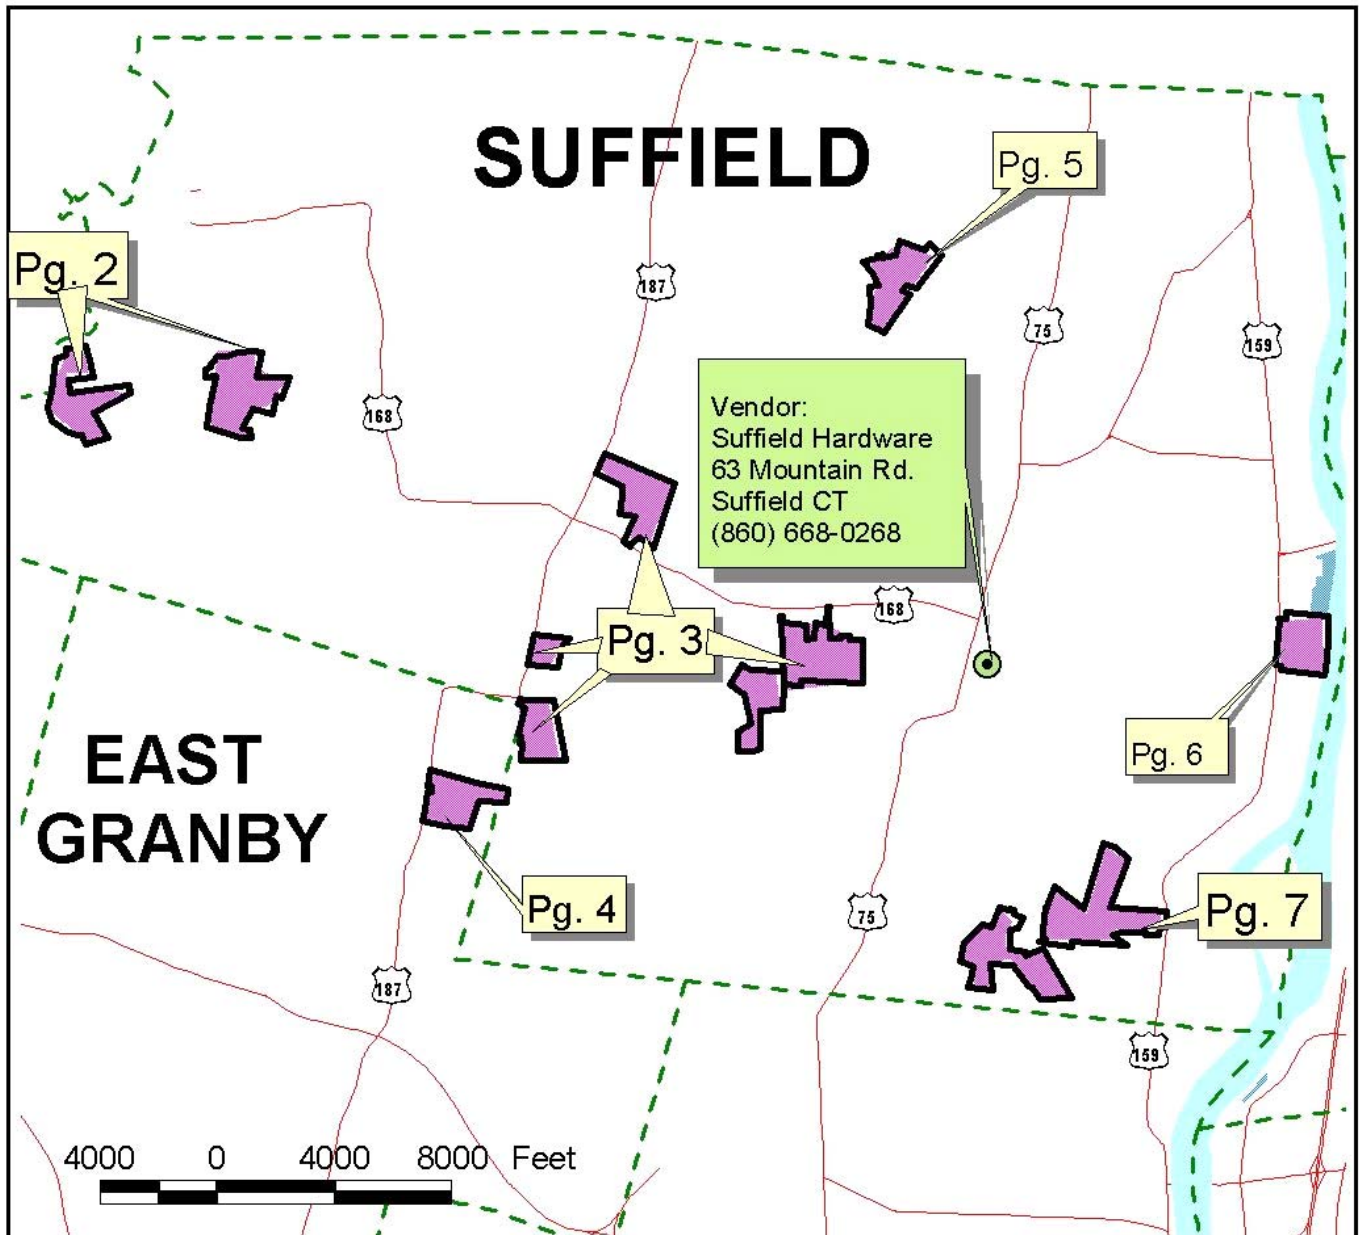 SUFFIELD
Pg. 5
Pg. 2
187
75
159
168
Vendor:
Suffield Hardware
63 Mountain Rd.
Suffield CT
(860) 668-0268
168
Pg. 3
Pg. 6
EAST
GRANBY
Pg. 4
75
Pg. 7
187
159
4000 0 4000 8000 Feet